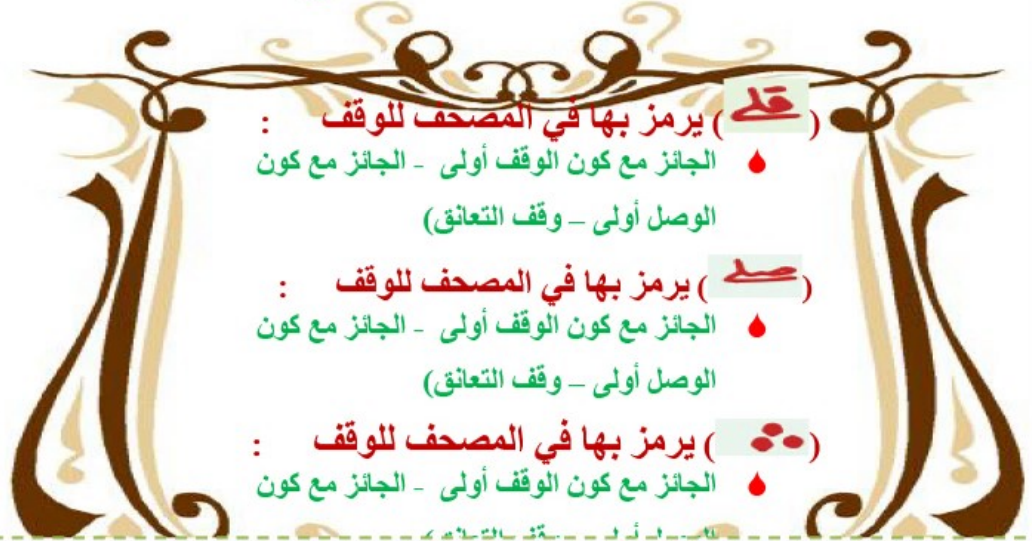 ( قلى ) يرمز بها في المصحف للوقف :
الجائز مع كون الوقف أولى - الجائز مع كون
الوصل أولى – وقف التعانق)
( صلى ) يرمز بها في المصحف للوقف :
الجائز مع كون الوقف أولى - الجائز مع كون
الوصل أولى – وقف التعانق)
( ∴ ) يرمز بها في المصحف للوقف :
الجائز مع كون الوقف أولى - الجائز مع كون